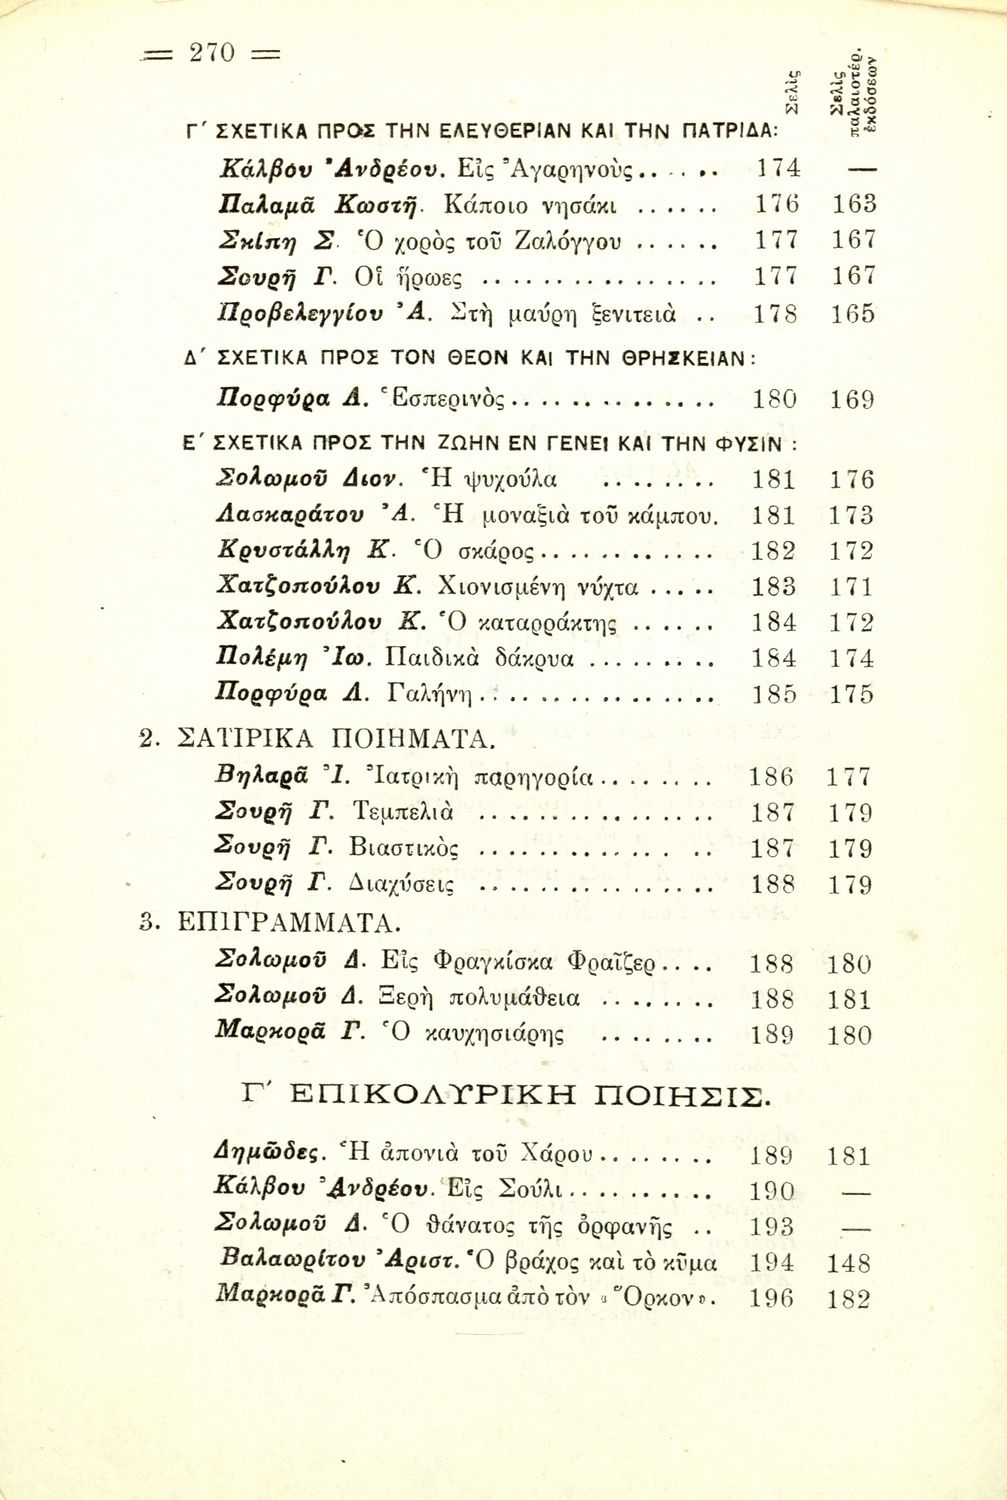 = 270 =
Σελὶς
Σελὶς παλαιοτέρ. ἐκδόσεων
Γ΄ ΣΧΕΤΙΚΑ ΠΡΟΣ ΤΗΝ ΕΛΕΥΘΕΡΙΑΝ ΚΑΙ ΤΗΝ ΠΑΤΡΙΔΑ:
Κάλβου Ἀνδρέου. Εἰς Ἀγαρηνοὺς ...... 174 —
Παλαμᾶ Κωστῆ. Κάποιο νησάκι ...... 176 163
Σκίπη Σ. Ὁ χορὸς τοῦ Ζαλόγγου ...... 177 167
Σουρῆ Γ. Οἱ ἥρωες ................ 177 167
Προβελεγγίου Ἀ. Στὴ μαύρη ξενιτειὰ .. 178 165
Δ΄ ΣΧΕΤΙΚΑ ΠΡΟΣ ΤΟΝ ΘΕΟΝ ΚΑΙ ΤΗΝ ΘΡΗΣΚΕΙΑΝ:
Πορφύρα Λ. Ἑσπερινὸς .............. 180 169
Ε΄ ΣΧΕΤΙΚΑ ΠΡΟΣ ΤΗΝ ΖΩΗΝ ΕΝ ΓΕΝΕΙ ΚΑΙ ΤΗΝ ΦΥΣΙΝ :
Σολωμοῦ Διον. Ἡ ψυχούλα ........ 181 176
Λασκαράτου Ἀ. Ἡ μοναξιὰ τοῦ κάμπου. 181 173
Κρυστάλλη Κ. Ὁ σκάρος ............ 182 172
Χατζοπούλου Κ. Χιονισμένη νύχτα ..... 183 171
Χατζοπούλου Κ. Ὁ καταρράκτης ...... 184 172
Πολέμη Ἰω. Παιδικὰ δάκρυα ......... 184 174
Πορφύρα Λ. Γαλήνη ................ 185 175
2. ΣΑΤΙΡΙΚΑ ΠΟΙΗΜΑΤΑ.
Βηλαρᾶ Ἰ. Ἰατρικὴ παρηγορία ........ 186 177
Σουρῆ Γ. Τεμπελιὰ ................ 187 179
Σουρῆ Γ. Βιαστικὸς ............... 187 179
Σουρῆ Γ. Διαχύσεις ................ 188 179
3. ΕΠΙΓΡΑΜΜΑΤΑ.
Σολωμοῦ Δ. Εἰς Φραγκίσκα Φραῖζερ .... 188 180
Σολωμοῦ Δ. Ξερὴ πολυμάθεια ........ 188 181
Μαρκορᾶ Γ. Ὁ καυχησιάρης ........ 189 180
Γ΄ ΕΠΙΚΟΛΥΡΙΚΗ ΠΟΙΗΣΙΣ.
Δημῶδες. Ἡ ἀπονιὰ τοῦ Χάρου ........ 189 181
Κάλβου Ἀνδρέου. Εἰς Σούλι .......... 190 —
Σολωμοῦ Δ. Ὁ θάνατος τῆς ὀρφανῆς .. 193 —
Βαλαωρίτου Ἀριστ. Ὁ βράχος καὶ τὸ κῦμα 194 148
Μαρκορᾶ Γ. Ἀπόσπασμα ἀπὸ τὸν «Ὅρκον». 196 182